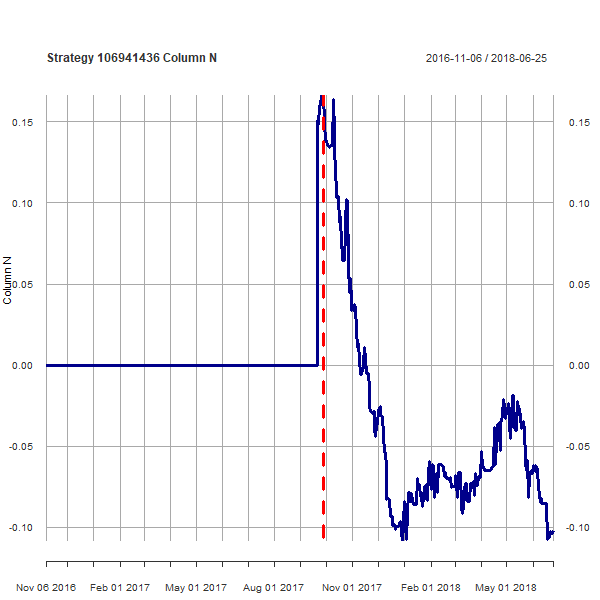 Strategy 106941436 Column N
2016-11-06 / 2018-06-25
0.15 0.15
0.10 0.10
0.05 0.05
Column N
0.00 0.00
-0.05 -0.05
-0.10 -0.10
Nov 06 2016 Feb 01 2017 May 01 2017 Aug 01 2017 Nov 01 2017 Feb 01 2018 May 01 2018